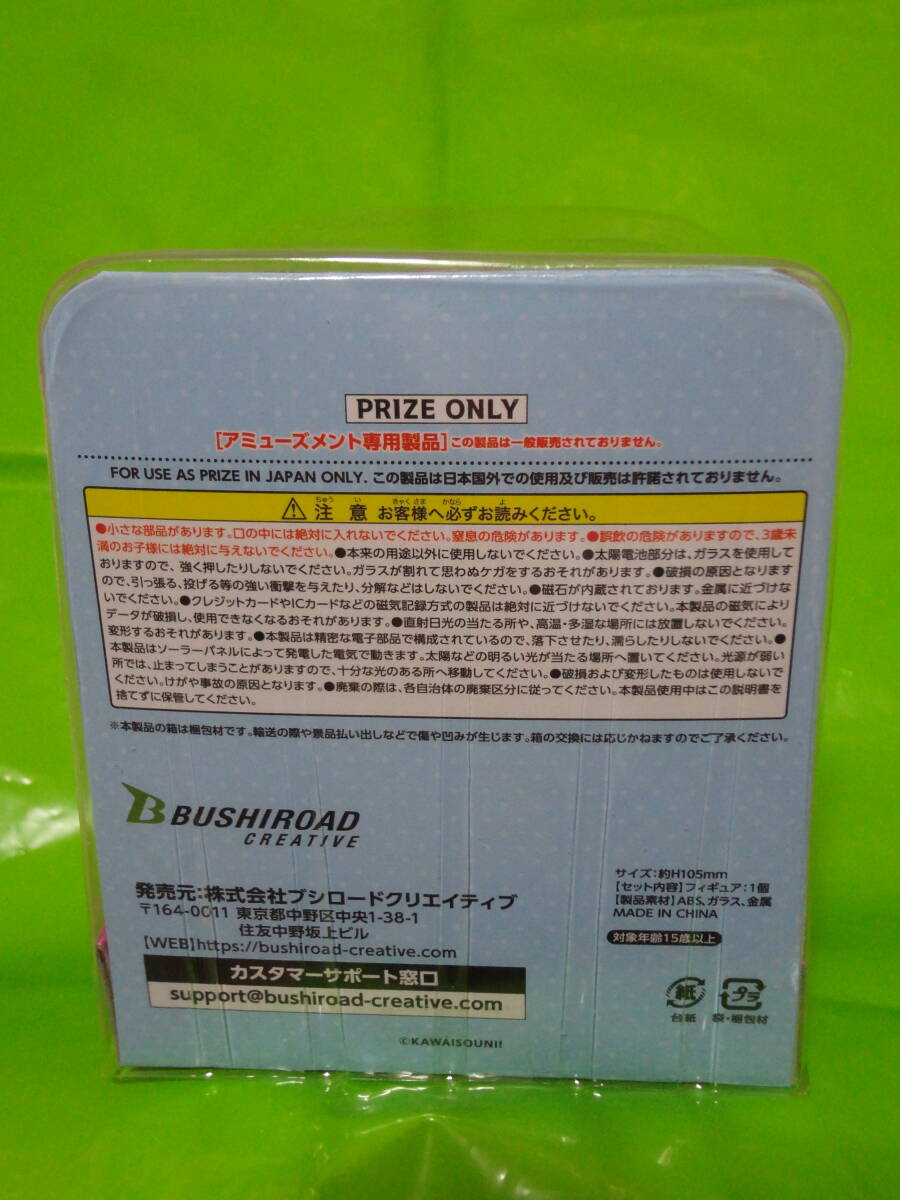 PRIZE ONLY
[アミューズメント専用製品]この製品は一般販売されておりません。
FOR USE AS PRIZE IN JAPAN ONLY. この製品は日本国外での使用及び販売は許諾されておりません。
ちゅう い きゃくさま かなら よ
注 意 お客様へ必ずお読みください。
●小さな部品があります。口の中には絶対に入れないでください。窒息の危険があります。●誤飲の危険がありますので、3歳未
満のお子様には絶対に与えないでください。●本来の用途以外に使用しないでください。●太陽電池部分は、ガラスを使用して
おりますので、強く押したりしないでください。ガラスが割れて思わぬケガをするおそれがあります。●破損の原因となります
ので、引っ張る、投げる等の強い衝撃を与えたり、分解などはしないでください。●磁石が内蔵されております。金属に近づけな
いでください。●クレジットカードやICカードなどの磁気記録方式の製品は絶対に近づけないでください。本製品の磁気により
データが破損し、使用できなくなるおそれがあります。●直射日光の当たる所や、高温・多湿な場所には放置しないでください。
変形するおそれがあります。●本製品は精密な電子部品で構成されているので、落下させたり、濡らしたりしないでください。●
本製品はソーラーパネルによって発電した電気で動きます。太陽などの明るい光が当たる場所へ置いてください。光源が弱い
所では、止まってしまうことがありますので、十分な光のある所へ移動してください。●破損および変形したものは使用しないで
ください。けがや事故の原因となります。●廃棄の際は、各自治体の廃棄区分に従ってください。本製品使用中はこの説明書を
捨てずに保管してください。
※本製品の箱は梱包材です。輸送の際や景品払い出しなどで傷や凹みが生じます。箱の交換には応じかねますのでご了承ください。
BUSHIROAD
CREATIVE
発売元:株式会社ブシロードクリエイティブ
〒164-0011 東京都中野区中央1-38-1
住友中野坂上ビル
【WEB】https://bushiroad-creative.com
カスタマーサポート窓口
support@bushiroad-creative.com
サイズ:約H105mm
【セット内容】フィギュア:1個
【製品素材】ABS、ガラス、金属
MADE IN CHINA
対象年齢15歳以上
紙 プラ
台紙 袋・梱包材
©KAWAISOUNI!